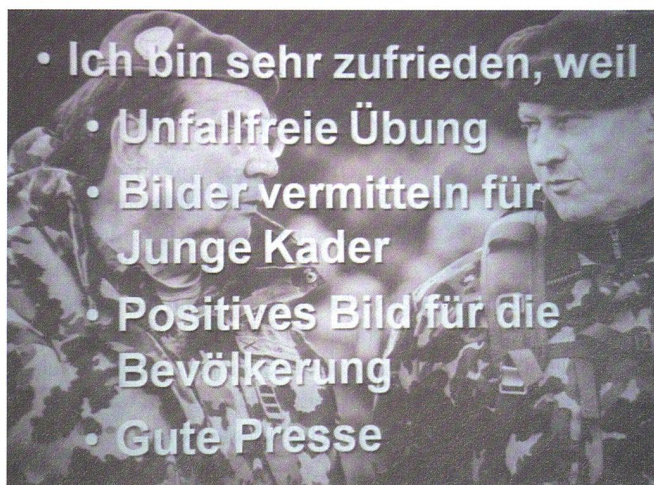 • Ich bin sehr zufrieden, weil
• Unfallfreie Übung
• Bilder vermitteln für
Junge Kader
• Positives Bild für die
Bevölkerung
• Gute Presse